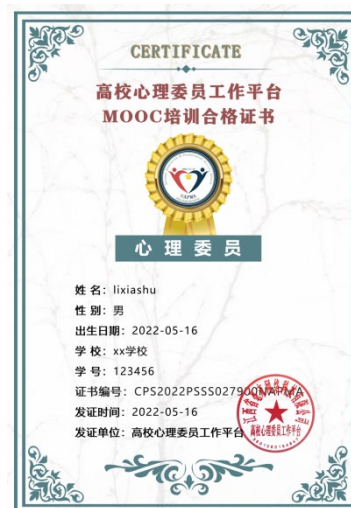 CERTIFICATE
高校心理委员工作平台
MOOC培训合格证书
心理委员
姓 名：lixiashu
性 别：男
出生日期：2022-05-16
学 校：xx学校
学 号：123456
证书编号：CPS2022PSSS027900NAPMA
发证时间：2022-05-16
发证单位：高校心理委员工作平台
高校心理委员工作平台